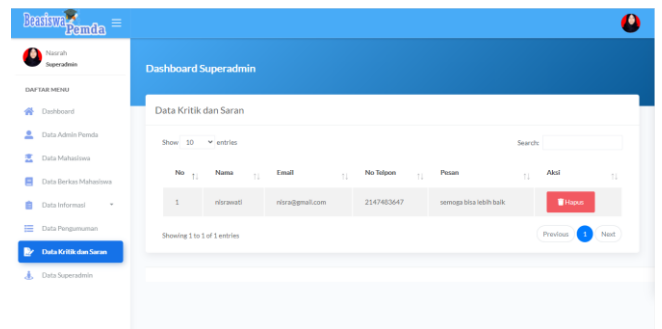 Beasiswa
Pemda
Nasrah
Superadmin
DAFTAR MENU
Dashboard
Data Admin Pemda
Data Mahasiswa
Data Berkas Mahasiswa
Data Informasi
Data Pengumuman
Data Kritik dan Saran
Data Superadmin
Dashboard Superadmin
Data Kritik dan Saran
Show 10 entries
Search:
No Nama Email No Telpon Pesan Aksi
1 nisrawati nisra@gmail.com 2147483647 semoga bisa lebih baik Hapus
Showing 1 to 1 of 1 entries
Previous 1 Next